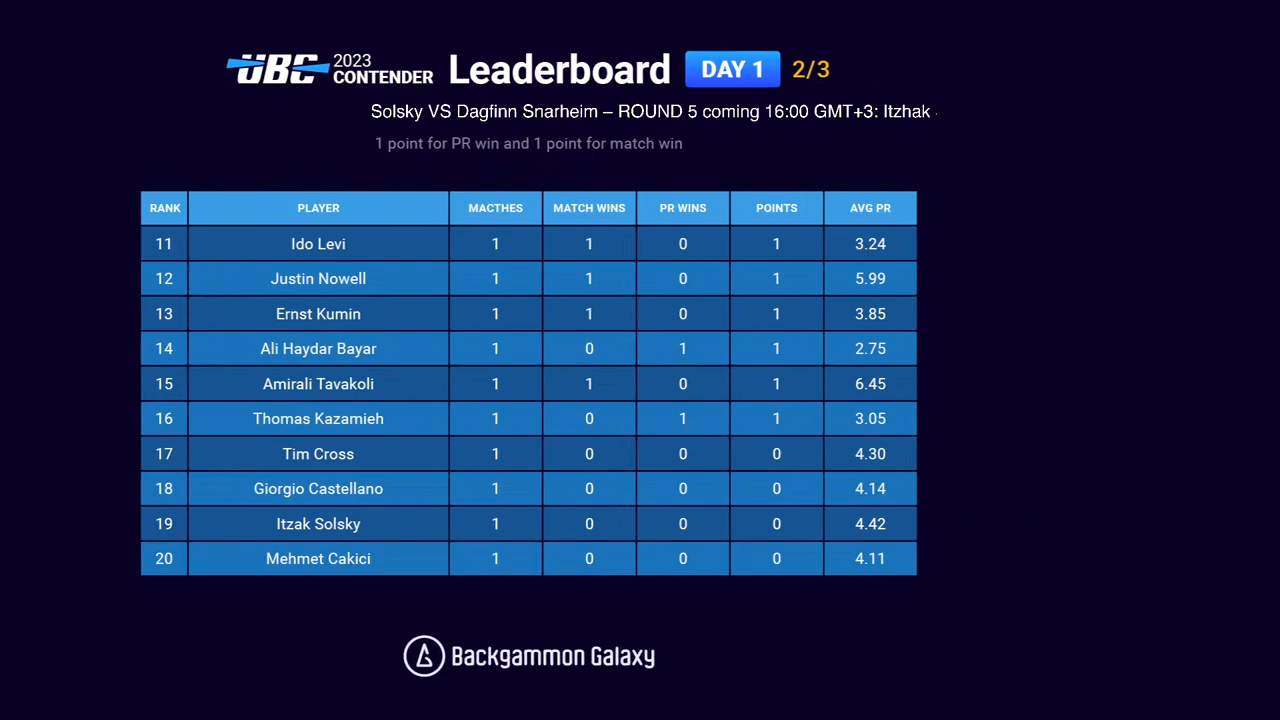 UBC 2023 CONTENDER Leaderboard DAY 1 2/3
Solsky VS Dagfinn Snarheim – ROUND 5 coming 16:00 GMT+3: Itzhak
1 point for PR win and 1 point for match win
RANK PLAYER MACTHES MATCH WINS PR WINS POINTS AVG PR
11 Ido Levi 1 1 0 1 3.24
12 Justin Nowell 1 1 0 1 5.99
13 Ernst Kumin 1 1 0 1 3.85
14 Ali Haydar Bayar 1 0 1 1 2.75
15 Amirali Tavakoli 1 1 0 1 6.45
16 Thomas Kazamieh 1 0 1 1 3.05
17 Tim Cross 1 0 0 0 4.30
18 Giorgio Castellano 1 0 0 0 4.14
19 Itzak Solsky 1 0 0 0 4.42
20 Mehmet Cakici 1 0 0 0 4.11
Backgammon Galaxy